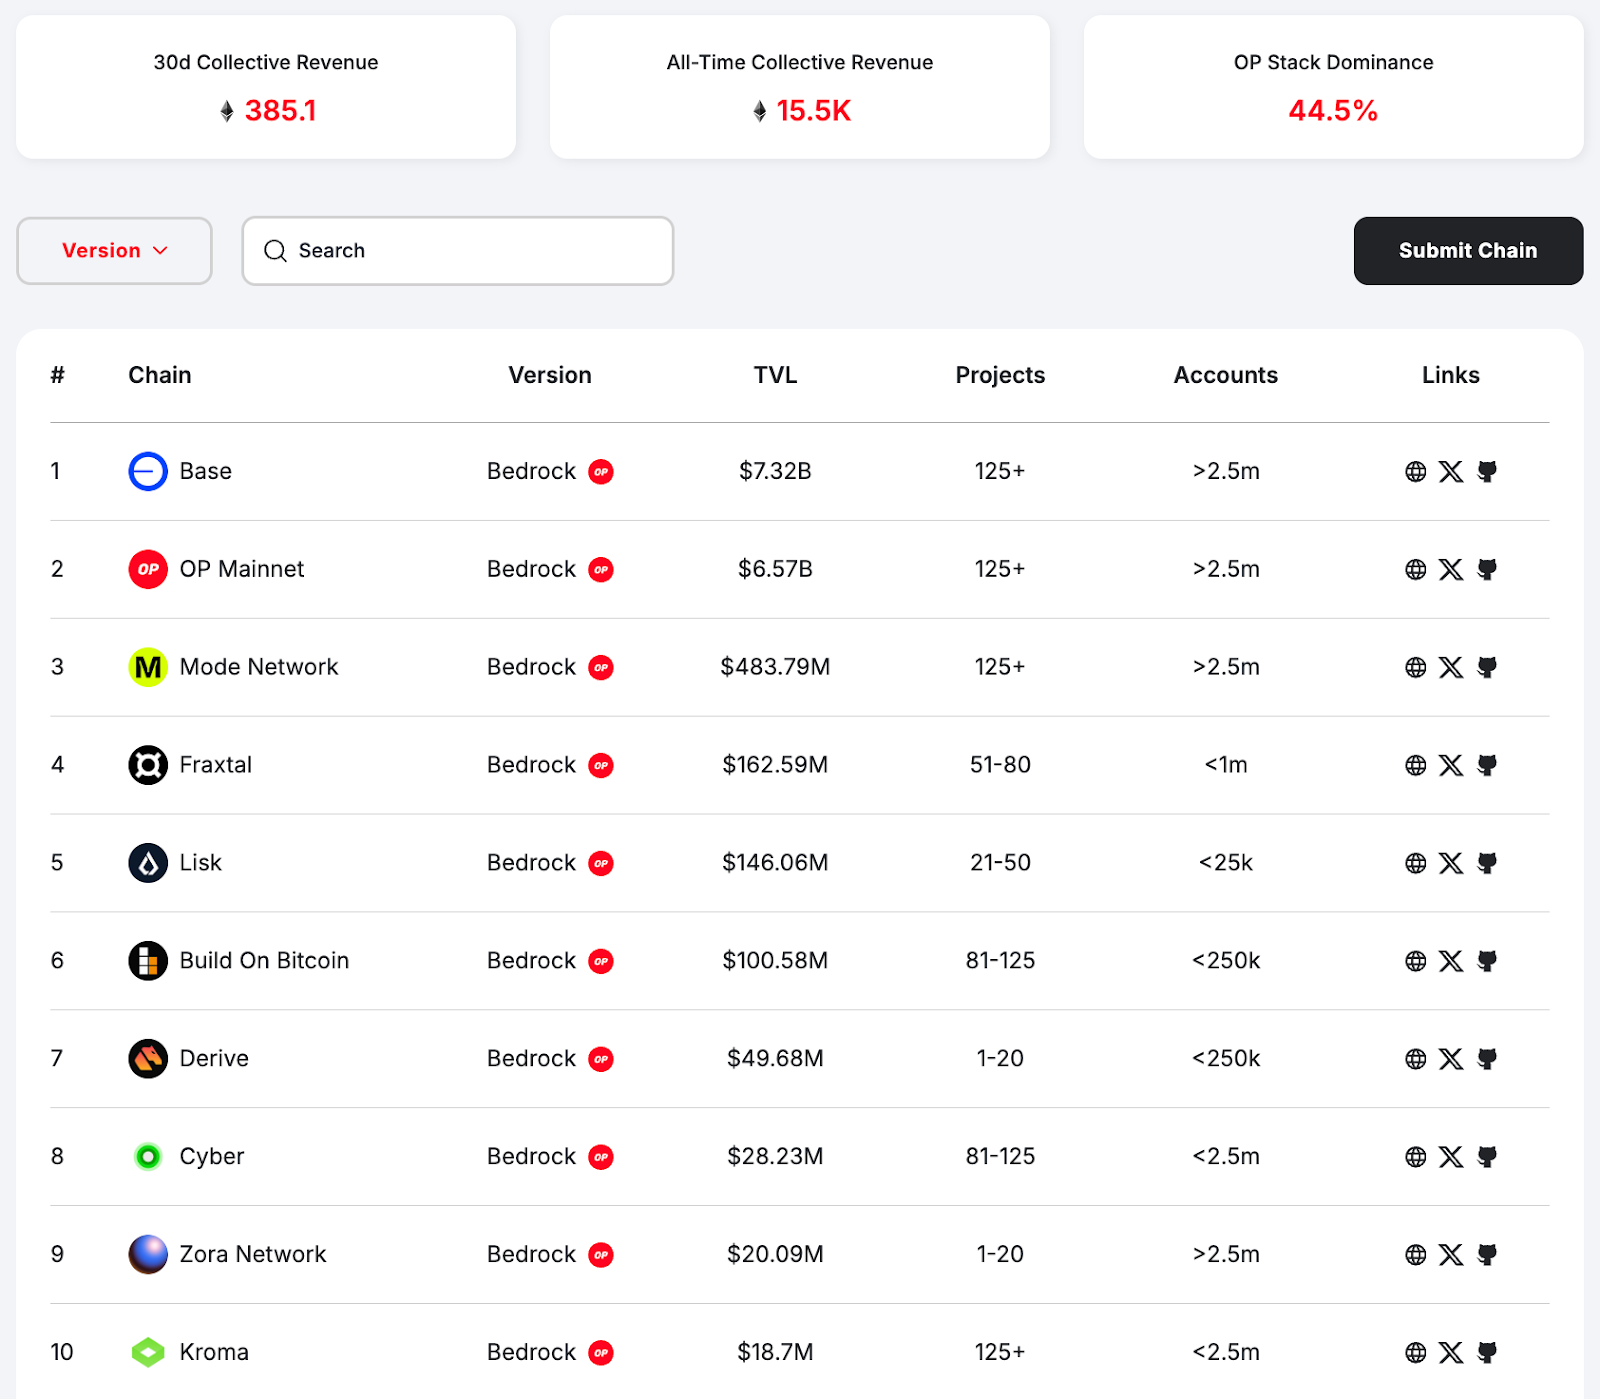 30d Collective Revenue
385.1
All-Time Collective Revenue
15.5K
OP Stack Dominance
44.5%
Version
Search
Submit Chain
# Chain Version TVL Projects Accounts Links
1 Base Bedrock OP $7.32B 125+ >2.5m
2 OP OP Mainnet Bedrock OP $6.57B 125+ >2.5m
3 M Mode Network Bedrock OP $483.79M 125+ >2.5m
4 Fraxtal Bedrock OP $162.59M 51-80 <1m
5 Lisk Bedrock OP $146.06M 21-50 <25k
6 Build On Bitcoin Bedrock OP $100.58M 81-125 <250k
7 Derive Bedrock OP $49.68M 1-20 <250k
8 Cyber Bedrock OP $28.23M 81-125 <2.5m
9 Zora Network Bedrock OP $20.09M 1-20 >2.5m
10 Kroma Bedrock OP $18.7M 125+ <2.5m